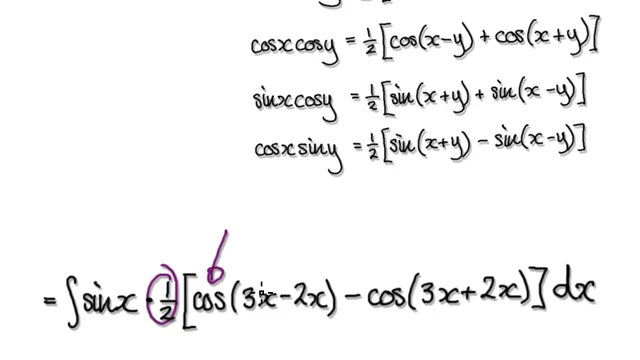 cosx cosy = 1/2 [cos(x-y) + cos(x+y)]
sinx cosy = 1/2 [sin(x+y) + sin(x-y)]
cosx siny = 1/2 [sin(x+y) - sin(x-y)]
= ∫ sinx · 1/2 [cos(3x-2x) - cos(3x+2x)] dx